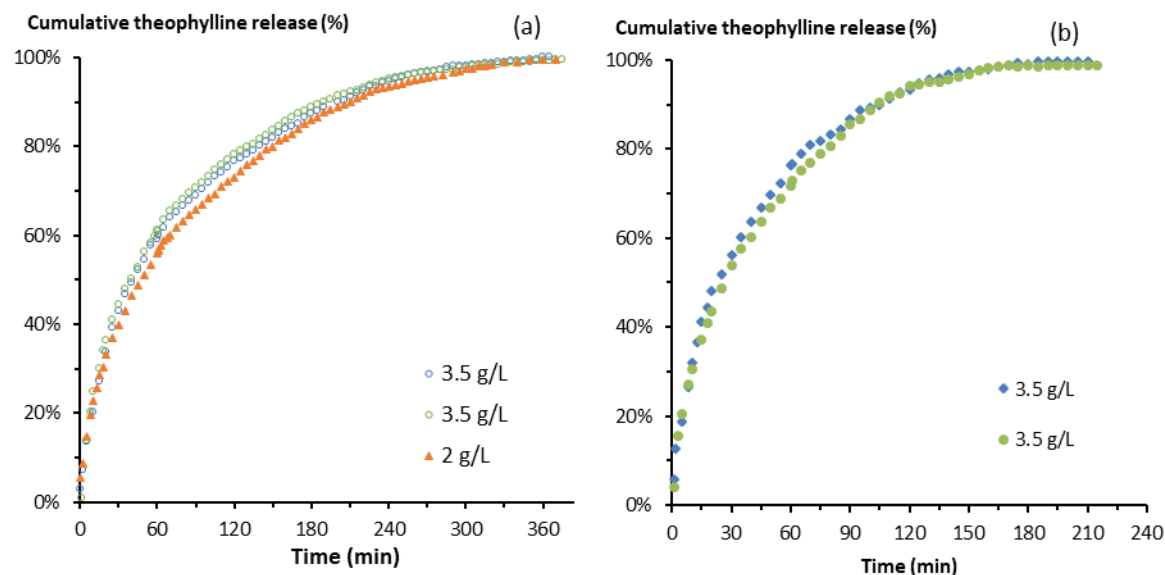 Cumulative theophylline release (%)
(a)
100%
80%
60%
40%
20%
0%
0 60 120 180 240 300 360
Time (min)
3.5 g/L
3.5 g/L
2 g/L
Cumulative theophylline release (%)
(b)
100%
80%
60%
40%
20%
0%
0 30 60 90 120 150 180 210 240
Time (min)
3.5 g/L
3.5 g/L